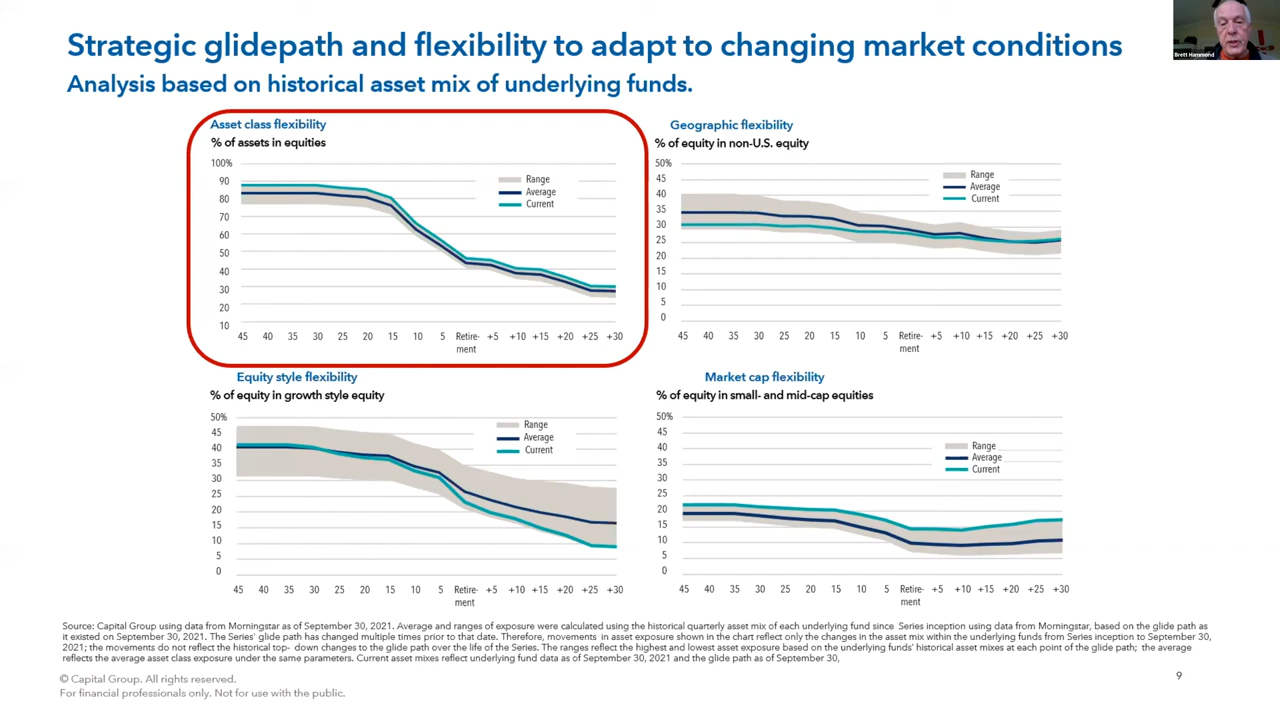 Strategic glidepath and flexibility to adapt to changing market conditions
Analysis based on historical asset mix of underlying funds.
Brett Hammond
Asset class flexibility
% of assets in equities
100%
90
80
70
60
50
40
30
20
10
Range
Average
Current
45 40 35 30 25 20 15 10 5 Retire-ment +5 +10 +15 +20 +25 +30
Geographic flexibility
% of equity in non-U.S. equity
50%
45
40
35
30
25
20
15
10
5
0
Range
Average
Current
45 40 35 30 25 20 15 10 5 Retire-ment +5 +10 +15 +20 +25 +30
Equity style flexibility
% of equity in growth style equity
50%
45
40
35
30
25
20
15
10
5
0
Range
Average
Current
45 40 35 30 25 20 15 10 5 Retire-ment +5 +10 +15 +20 +25 +30
Market cap flexibility
% of equity in small- and mid-cap equities
50%
45
40
35
30
25
20
15
10
5
0
Range
Average
Current
45 40 35 30 25 20 15 10 5 Retire-ment +5 +10 +15 +20 +25 +30
Source: Capital Group using data from Morningstar as of September 30, 2021. Average and ranges of exposure were calculated using the historical quarterly asset mix of each underlying fund since Series inception using data from Morningstar, based on the glide path as
it existed on September 30, 2021. The Series' glide path has changed multiple times prior to that date. Therefore, movements in asset exposure shown in the chart reflect only the changes in the asset mix within the underlying funds from Series inception to September 30,
2021; the movements do not reflect the historical top- down changes to the glide path over the life of the Series. The ranges reflect the highest and lowest asset exposure based on the underlying funds' historical asset mixes at each point of the glide path; the average
reflects the average asset class exposure under the same parameters. Current asset mixes reflect underlying fund data as of September 30, 2021 and the glide path as of September 30,
© Capital Group. All rights reserved.
For financial professionals only. Not for use with the public.
9